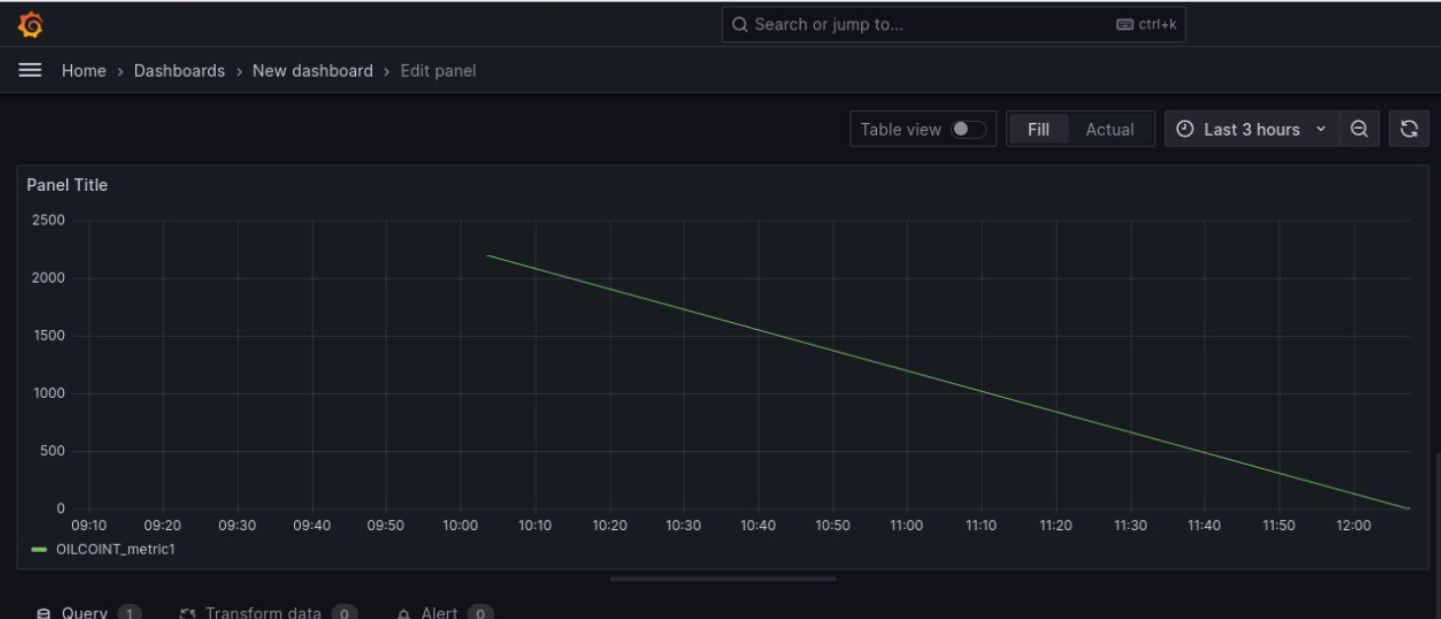 Search or jump to... ctrl+k
Home > Dashboards > New dashboard > Edit panel
Table view Fill Actual Last 3 hours
Panel Title
2500
2000
1500
1000
500
0
09:10 09:20 09:30 09:40 09:50 10:00 10:10 10:20 10:30 10:40 10:50 11:00 11:10 11:20 11:30 11:40 11:50 12:00
OILCOINT_metric1
Query 1 Transform data 0 Alert 0